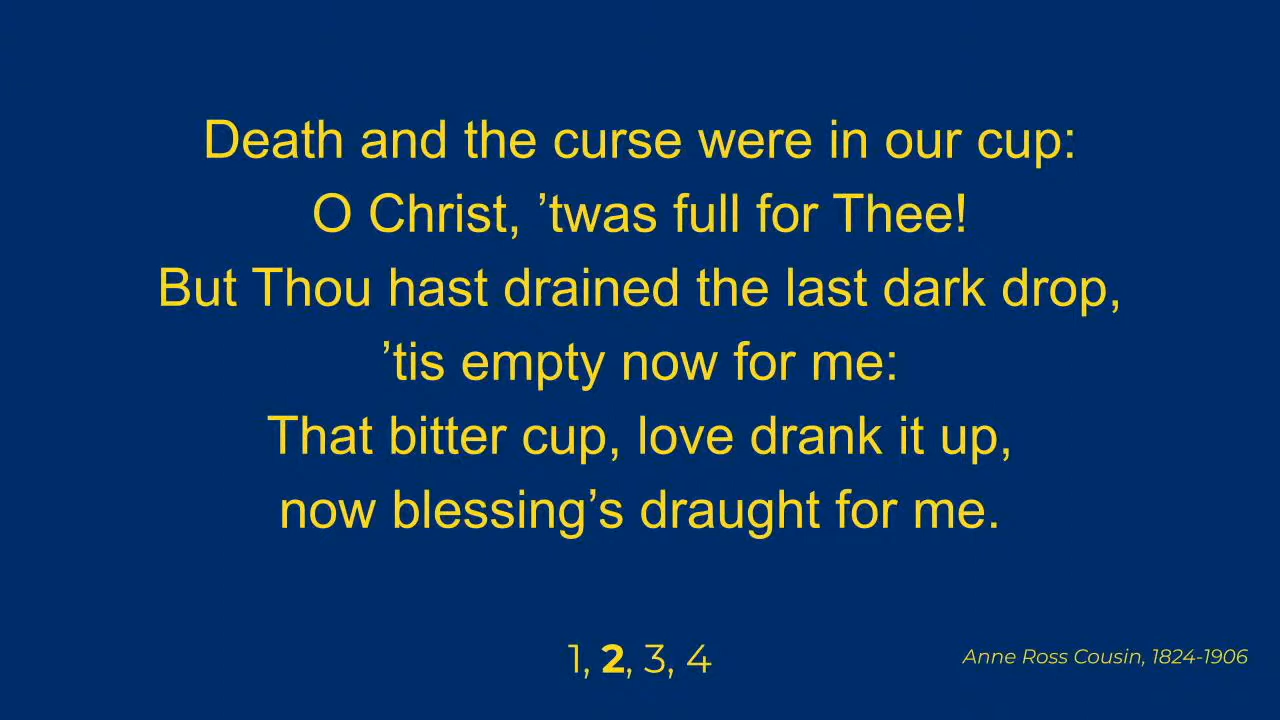 Death and the curse were in our cup:
O Christ, ’twas full for Thee!
But Thou hast drained the last dark drop,
’tis empty now for me:
That bitter cup, love drank it up,
now blessing’s draught for me.
1, 2, 3, 4
Anne Ross Cousin, 1824-1906